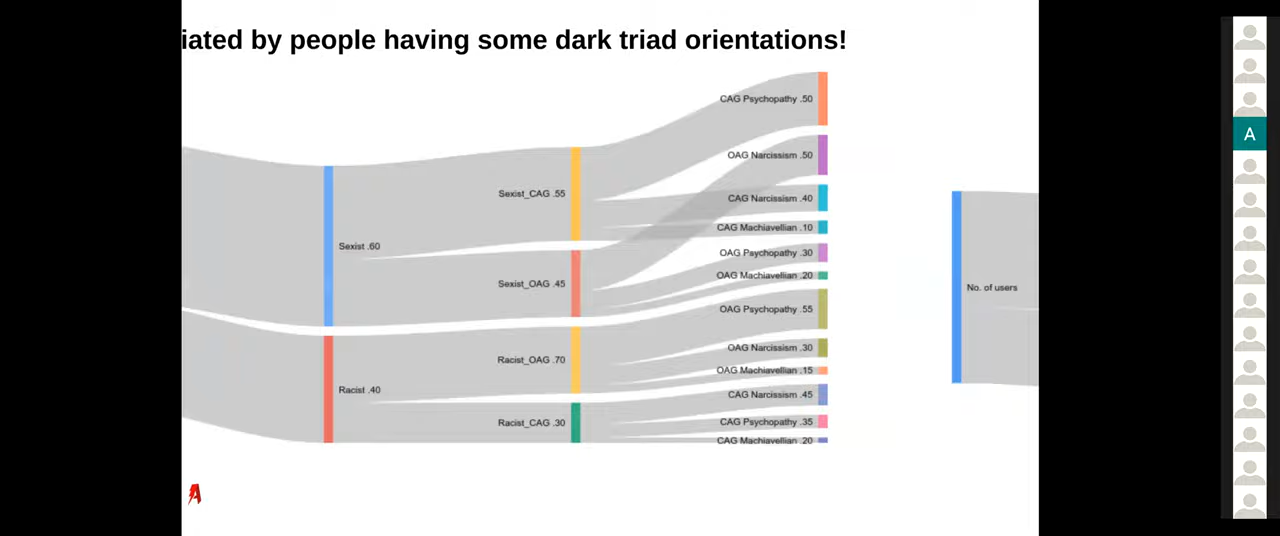 iated by people having some dark triad orientations!
CAG Psychopathy .50
OAG Narcissism .50
Sexist_CAG .55
CAG Narcissism .40
CAG Machiavellian .10
Sexist .60
OAG Psychopathy .30
OAG Machiavellian .20
Sexist_OAG .45
No. of users
OAG Psychopathy .55
OAG Narcissism .30
Racist_OAG .70
OAG Machiavellian .15
Racist .40
CAG Narcissism .45
CAG Psychopathy .35
Racist_CAG .30
CAG Machiavellian .20
A
A